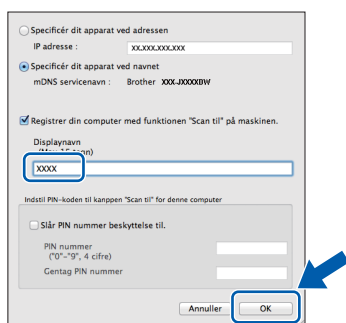 Specificér dit apparat ved adressen
IP adresse : XX.XXX.XXX.XXX
Specificér dit apparat ved navnet
mDNS servicenavn : Brother XXX-JXXXXBW
Registrer din computer med funktionen "Scan til" på maskinen.
Displaynavn
(Max 15 tegn)
XXXX
Indstil PIN-koden til kanppen "Scan til" for denne computer
Slår PIN nummer beskyttelse til.
PIN nummer
("0"~"9", 4 cifre)
Gentag PIN nummer
Annuller OK